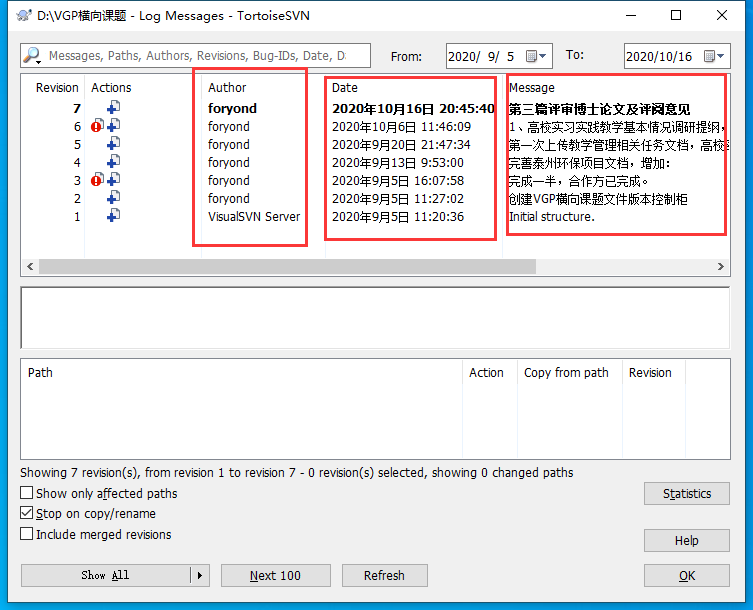 D:\VGP横向课题 - Log Messages - TortoiseSVN
Messages, Paths, Authors, Revisions, Bug-IDs, Date, D
From: 2020/ 9/ 5 To: 2020/10/16
Revision Actions Author Date Message
7 foryond 2020年10月16日 20:45:40 第三篇评审博士论文及评阅意见
6 foryond 2020年10月6日 11:46:09 1、高校实习实践教学基本情况调研提纲，
5 foryond 2020年9月20日 21:47:34 第一次上传教学管理相关任务文档，高校
4 foryond 2020年9月13日 9:53:00 完善泰州环保项目文档，增加：
3 foryond 2020年9月5日 16:07:58 完成一半，合作方已完成。
2 foryond 2020年9月5日 11:27:02 创建VGP横向课题文件版本控制柜
1 VisualSVN Server 2020年9月5日 11:20:36 Initial structure.
Path Action Copy from path Revision
Showing 7 revision(s), from revision 1 to revision 7 - 0 revision(s) selected, showing 0 changed paths
Show only affected paths Statistics
Stop on copy/rename
Include merged revisions Help
Show All Next 100 Refresh OK